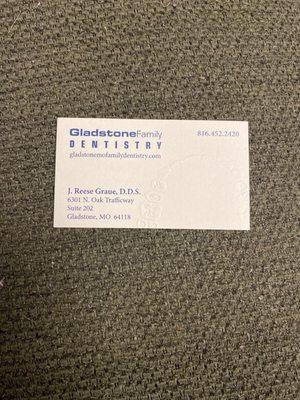 GladstoneFamily 816.452.2420
DENTISTRY
gladstonemofamilydentistry.com
J. Reese Graue, D.D.S.
6301 N. Oak Trafficway
Suite 202
Gladstone, MO 64118